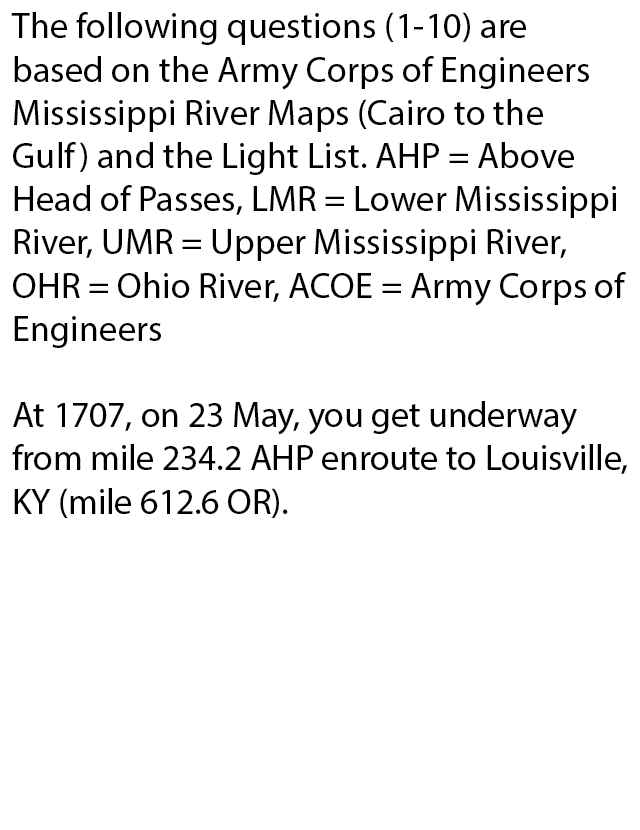 The following questions (1-10) are
based on the Army Corps of Engineers
Mississippi River Maps (Cairo to the
Gulf) and the Light List. AHP = Above
Head of Passes, LMR = Lower Mississippi
River, UMR = Upper Mississippi River,
OHR = Ohio River, ACOE = Army Corps of
Engineers
At 1707, on 23 May, you get underway
from mile 234.2 AHP enroute to Louisville,
KY (mile 612.6 OR).